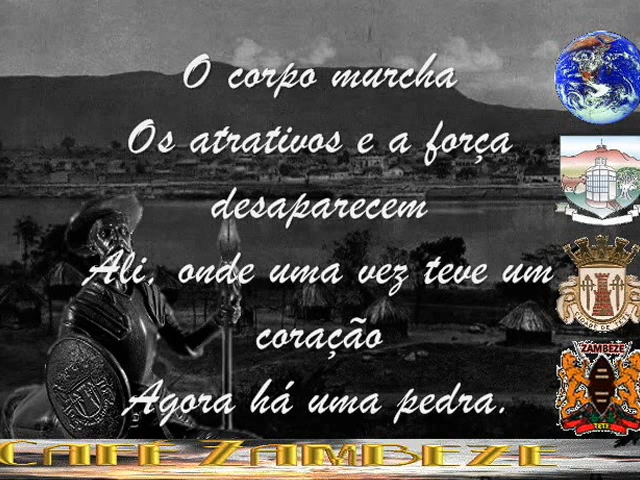 O corpo murcha
Os atrativos e a força
desaparecem
Ali, onde uma vez teve um
coração
Agora há uma pedra.
ZAMBEZE
TETE
CAFÉ ZAMBEZE